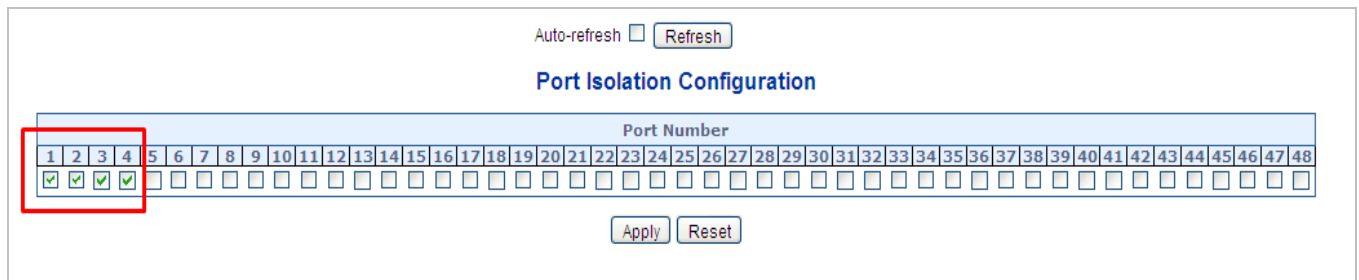 Auto-refresh Refresh
Port Isolation Configuration
Port Number
1 2 3 4 5 6 7 8 9 10 11 12 13 14 15 16 17 18 19 20 21 22 23 24 25 26 27 28 29 30 31 32 33 34 35 36 37 38 39 40 41 42 43 44 45 46 47 48
Apply Reset